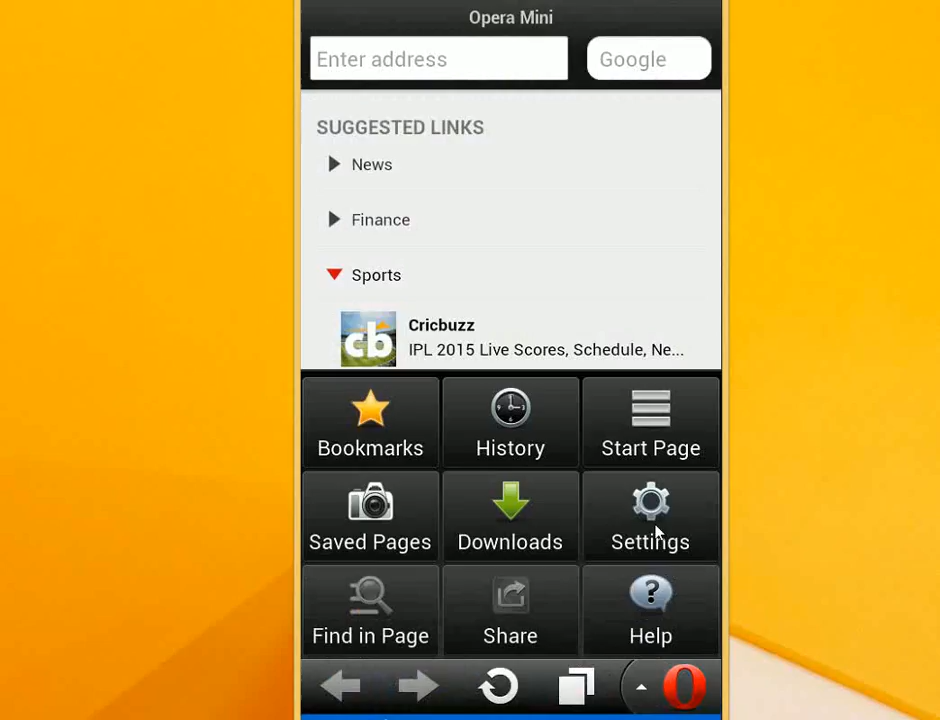 Opera Mini
Enter address
Google
SUGGESTED LINKS
News
Finance
Sports
cb
Cricbuzz
IPL 2015 Live Scores, Schedule, Ne...
Bookmarks
History
Start Page
Saved Pages
Downloads
Settings
Find in Page
Share
Help